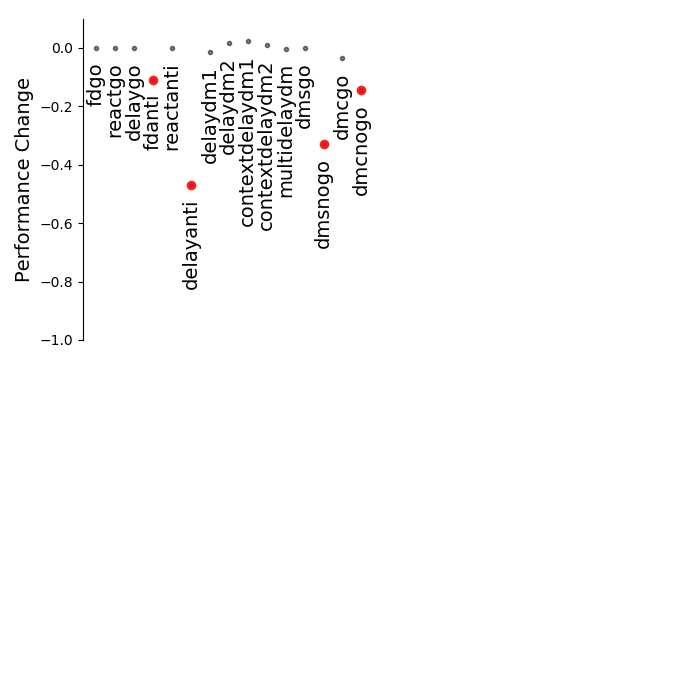 Performance Change
0.0
−0.2
−0.4
−0.6
−0.8
−1.0
fdgo
reactgo
delaygo
fdanti
reactanti
delayanti
delaydm1
delaydm2
contextdelaydm1
contextdelaydm2
multidelaydm
dmsgo
dmsnogo
dmcgo
dmcnogo